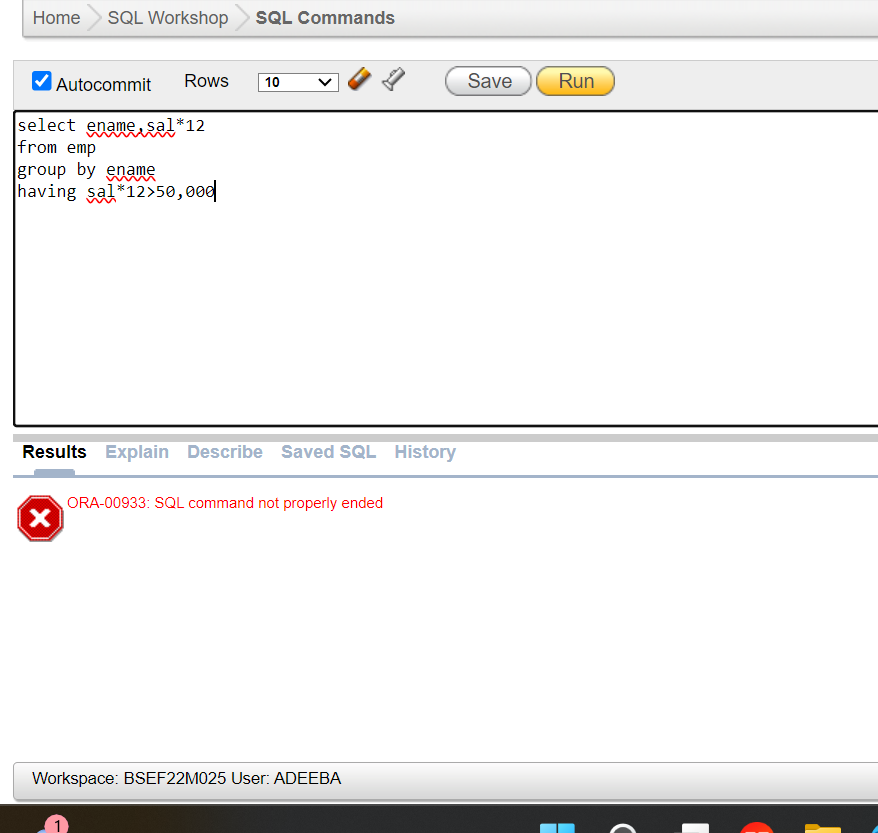 Home SQL Workshop SQL Commands
Autocommit Rows 10 Save Run
select ename,sal*12
from emp
group by ename
having sal*12>50,000
Results Explain Describe Saved SQL History
ORA-00933: SQL command not properly ended
Workspace: BSEF22M025 User: ADEEBA
1